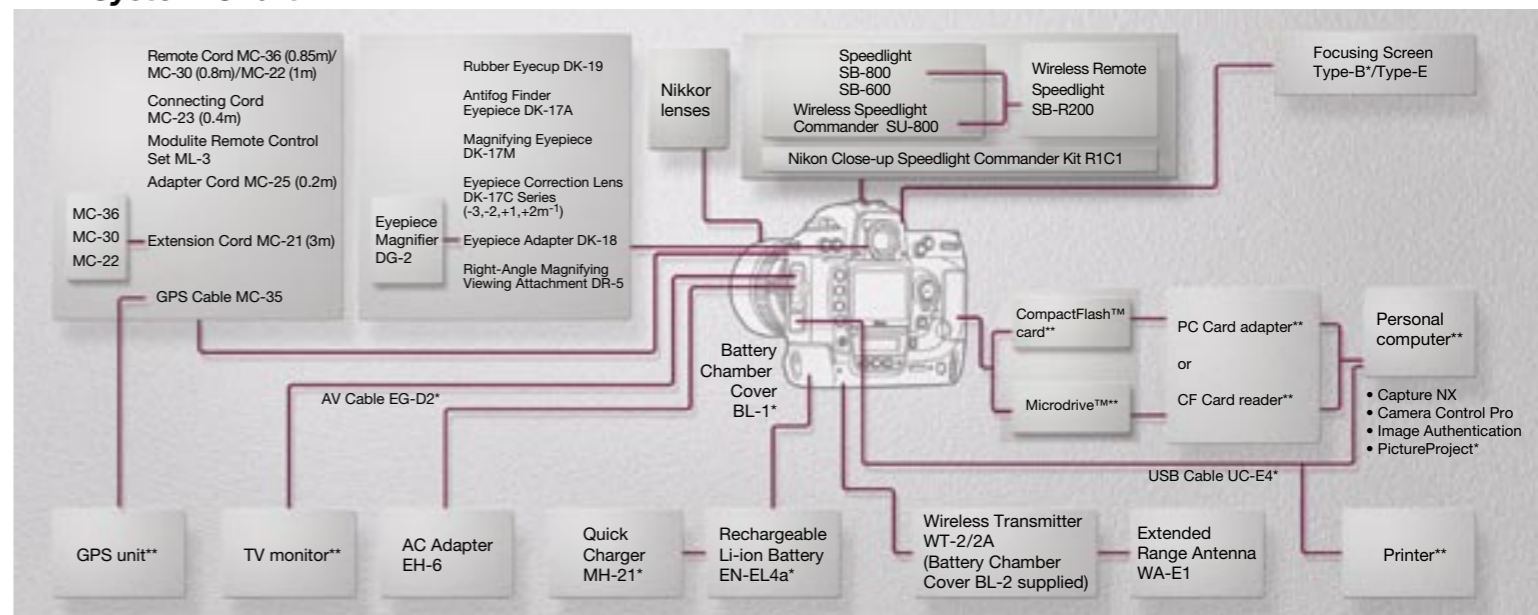 Remote Cord MC-36 (0.85m)/
MC-30 (0.8m)/MC-22 (1m)
Connecting Cord
MC-23 (0.4m)
Modulite Remote Control
Set ML-3
Adapter Cord MC-25 (0.2m)
MC-36
MC-30
MC-22
Extension Cord MC-21 (3m)
GPS Cable MC-35
Rubber Eyecup DK-19
Antifog Finder
Eyepiece DK-17A
Magnifying Eyepiece
DK-17M
Eyepiece Correction Lens
DK-17C Series
(-3,-2,+1,+2m-1)
Eyepiece
Magnifier
DG-2
Eyepiece Adapter DK-18
Right-Angle Magnifying
Viewing Attachment DR-5
Nikkor
lenses
Speedlight
SB-800
SB-600
Wireless Speedlight
Commander SU-800
Wireless Remote
Speedlight
SB-R200
Nikon Close-up Speedlight Commander Kit R1C1
Focusing Screen
Type-B*/Type-E
Battery
Chamber
Cover
BL-1*
CompactFlash™
card**
Microdrive™**
PC Card adapter**
or
CF Card reader**
Personal
computer**
• Capture NX
• Camera Control Pro
• Image Authentication
• PictureProject*
AV Cable EG-D2*
USB Cable UC-E4*
GPS unit**
TV monitor**
AC Adapter
EH-6
Quick
Charger
MH-21*
Rechargeable
Li-ion Battery
EN-EL4a*
Wireless Transmitter
WT-2/2A
(Battery Chamber
Cover BL-2 supplied)
Extended
Range Antenna
WA-E1
Printer**